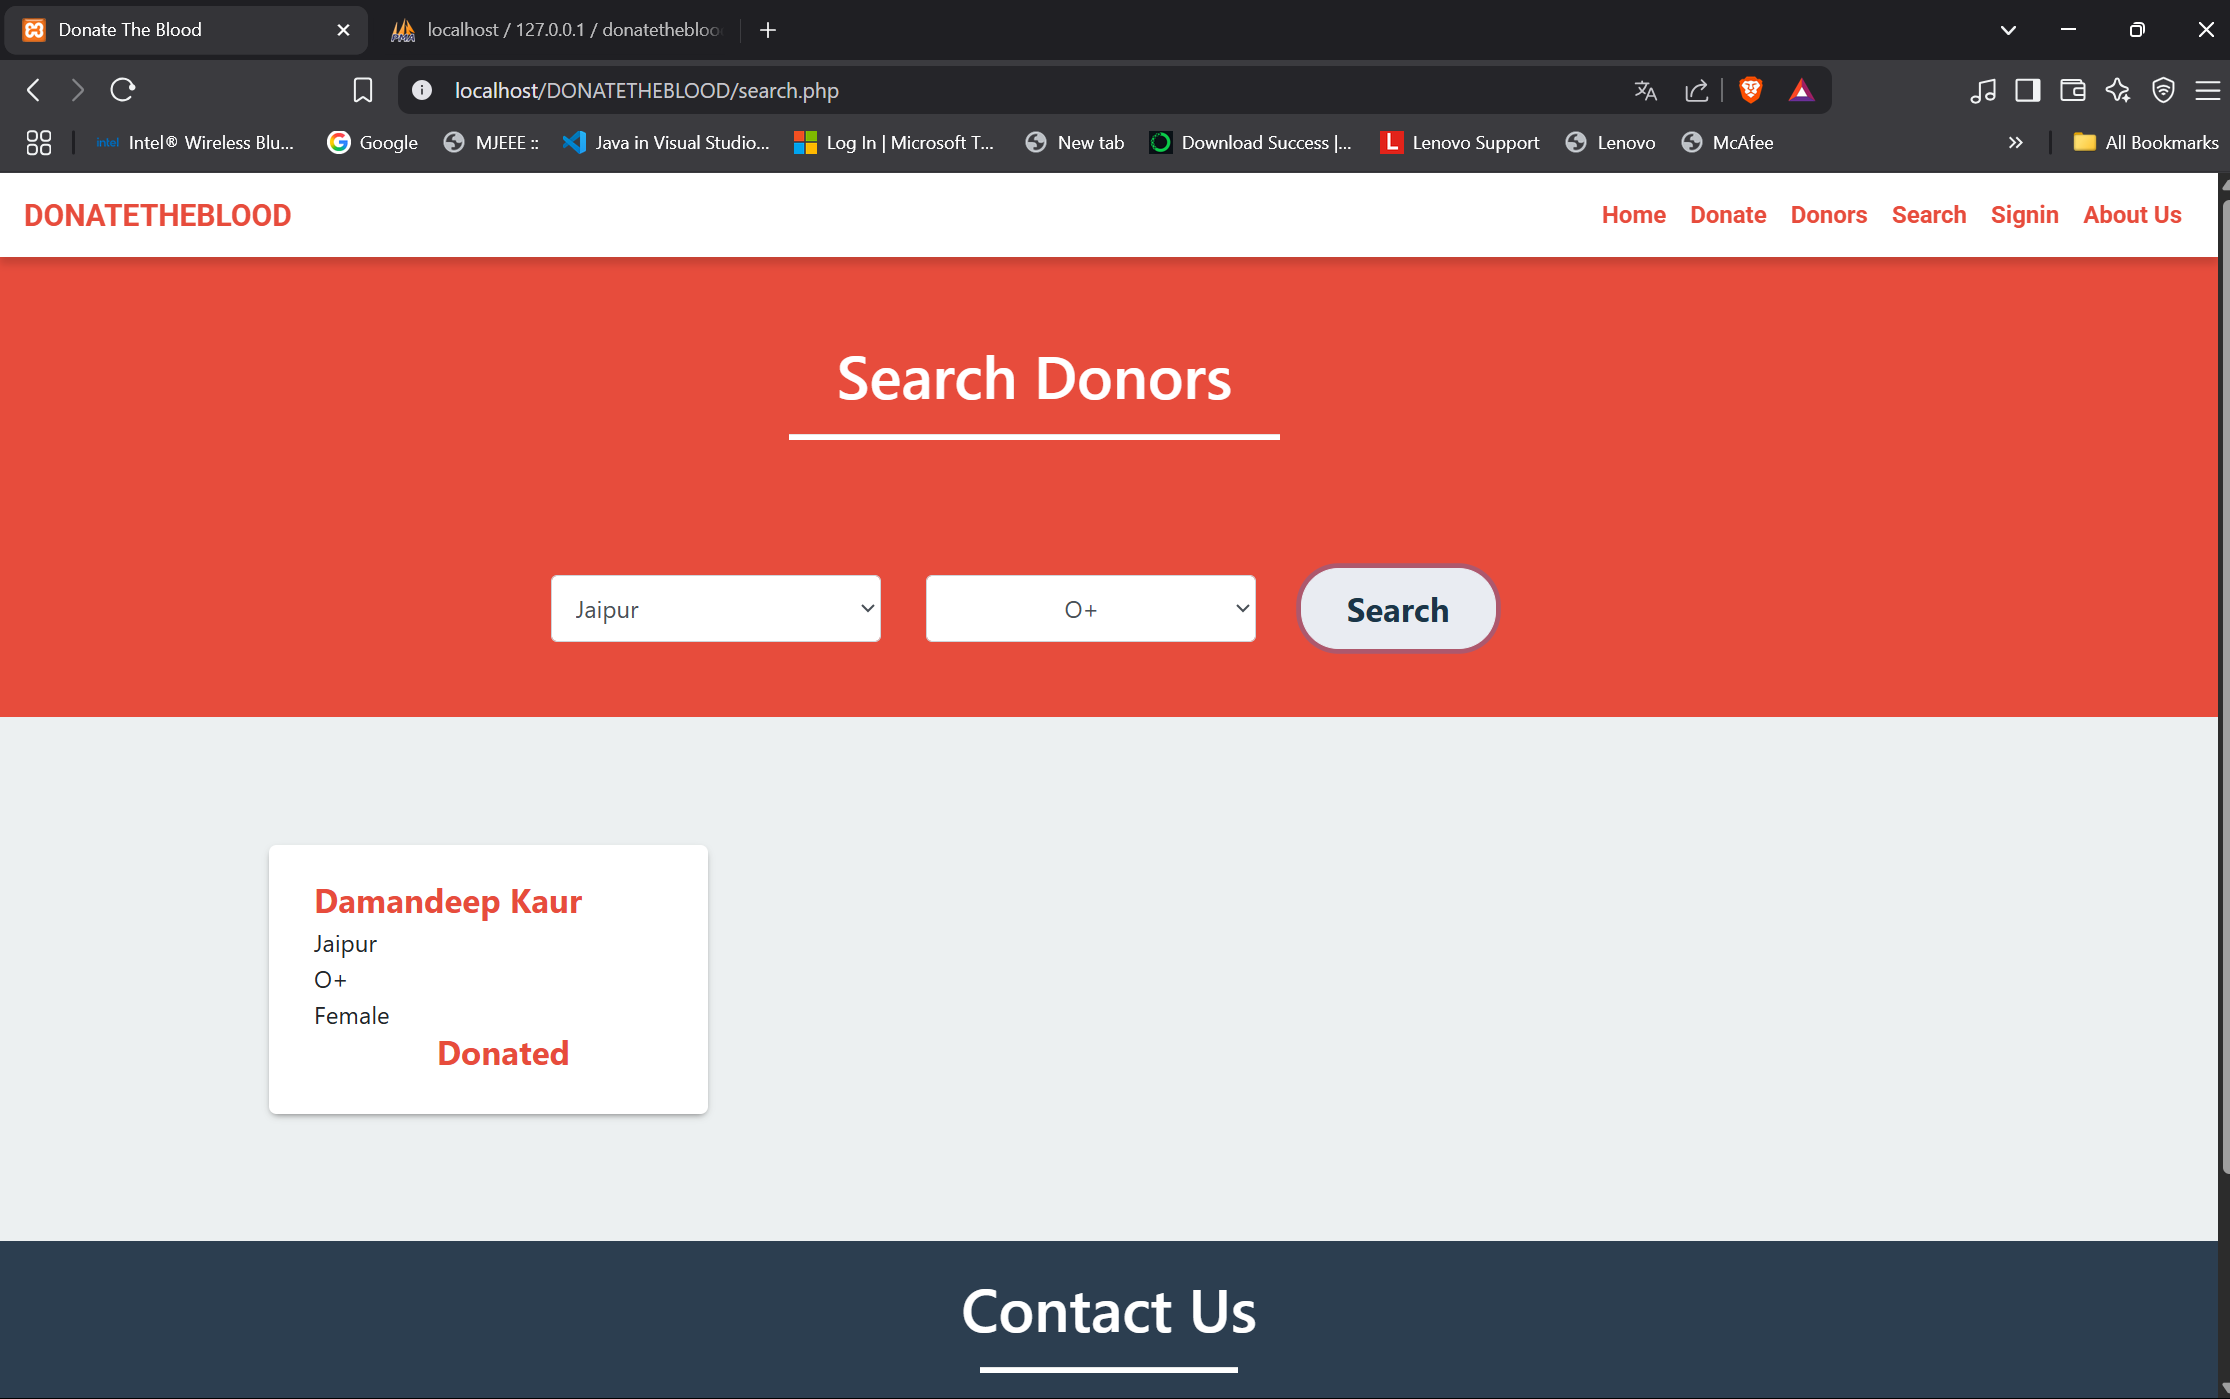 Donate The Blood
localhost / 127.0.0.1 / donatethebloo
localhost/DONATETHEBLOOD/search.php
intel Intel® Wireless Blu... Google MJEEE :: Java in Visual Studio... Log In | Microsoft T... New tab Download Success |... L Lenovo Support Lenovo McAfee » All Bookmarks
DONATETHEBLOOD
Home Donate Donors Search Signin About Us
Search Donors
Jaipur O+ Search
Damandeep Kaur
Jaipur
O+
Female
Donated
Contact Us